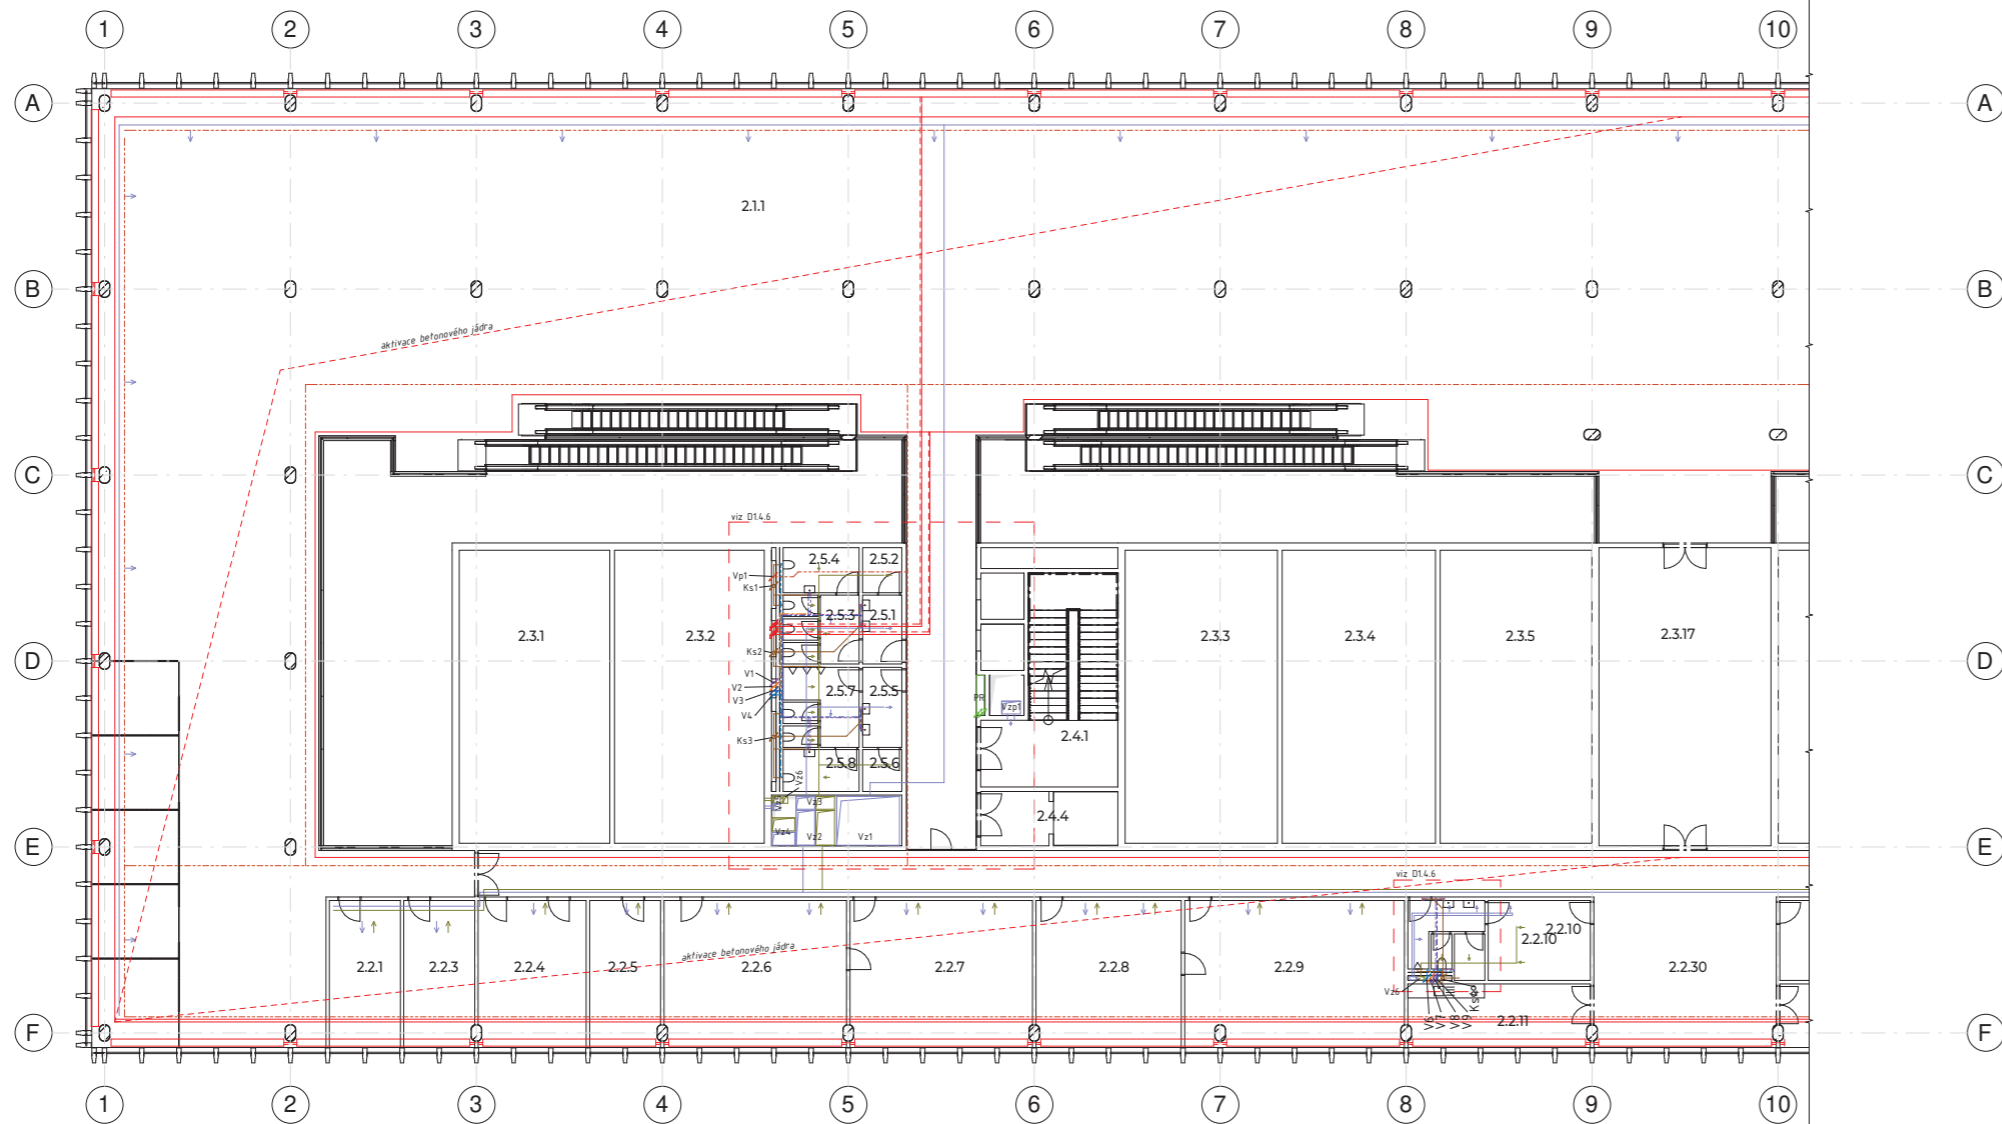 1 2 3 4 5 6 7 8 9 10
A A
2.1.1
B B
aktivace betonového jádra
C C
viz D1.4.6
2.5.4 2.5.2
Vp1
Ks1
2.5.3 2.5.1
2.3.1 2.3.2 2.3.3 2.3.4 2.3.5 2.3.17
Ks2
D D
V1
V2
V3
V4
2.5.7 2.5.5
PR
Vzp1
Ks3
2.4.1
2.5.8 2.5.6
Vz6
Vz3
2.4.4
Vz4 Vz2 Vz1
E E
viz D1.4.6
aktivace betonového jádra
2.2.10
2.2.10
2.2.1 2.2.3 2.2.4 2.2.5 2.2.6 2.2.7 2.2.8 2.2.9 2.2.30
Vz6
V6
V7
V8
V9
2.2.11
F F
1 2 3 4 5 6 7 8 9 10